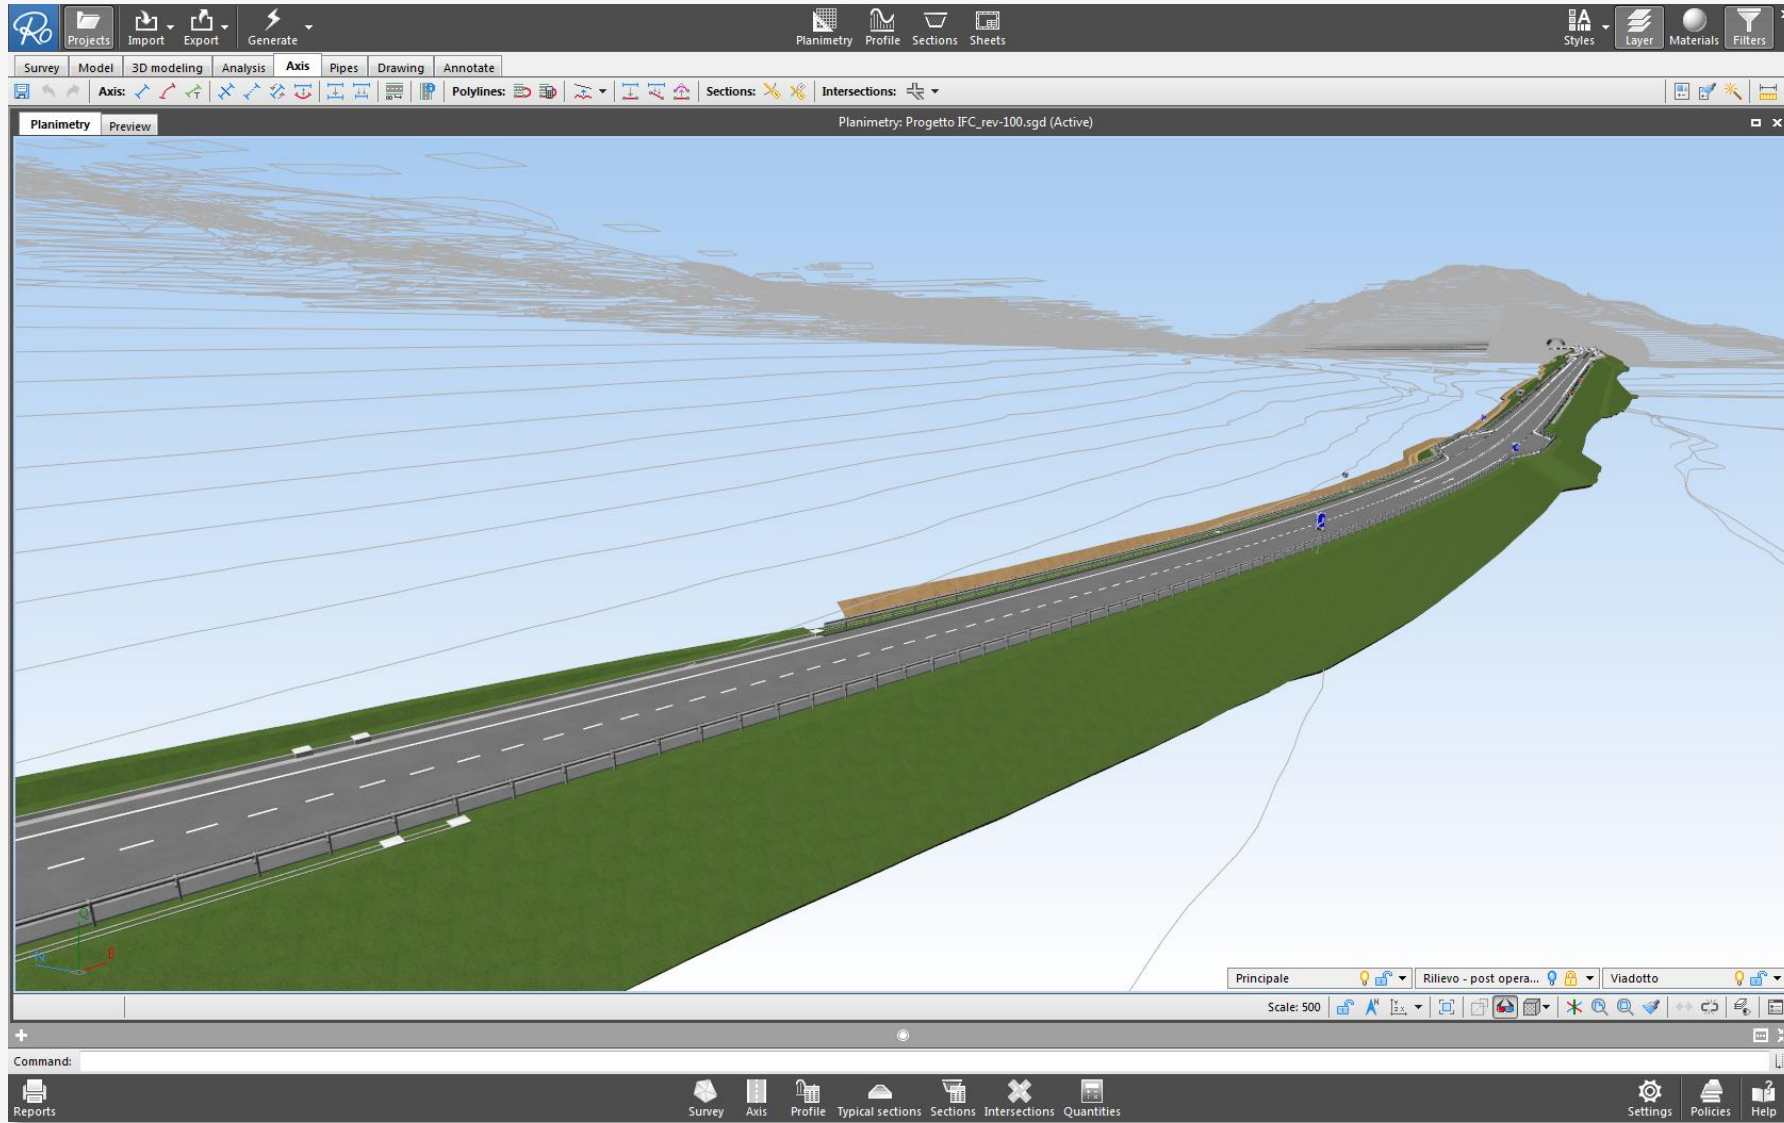 Ro Projects Import Export Generate Planimetry Profile Sections Sheets Styles Layer Materials Filters
Survey Model 3D modeling Analysis Axis Pipes Drawing Annotate
Axis: Polylines: Sections: Intersections:
Planimetry Preview Planimetry: Progetto IFC_rev-100.sgd (Active)
Q
N E
Principale Rilievo - post opera... Viadotto
Scale: 500
Command:
Reports Survey Axis Profile Typical sections Sections Intersections Quantities Settings Policies Help